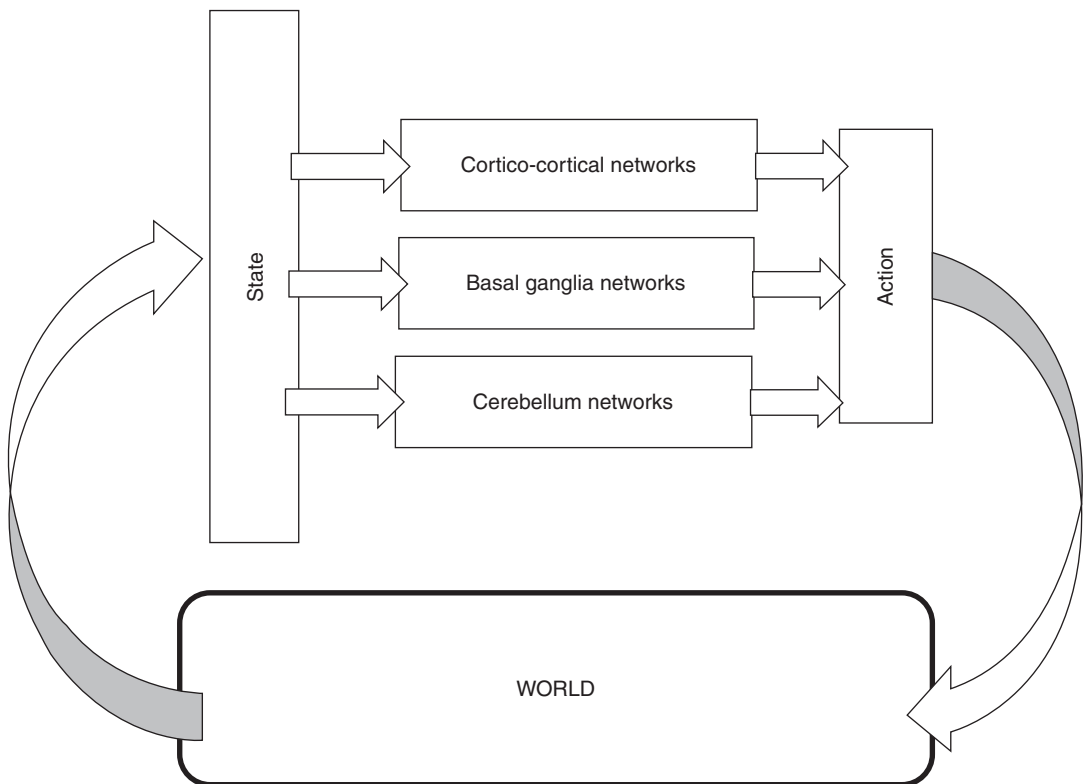 State
Cortico-cortical networks
Basal ganglia networks
Cerebellum networks
Action
WORLD